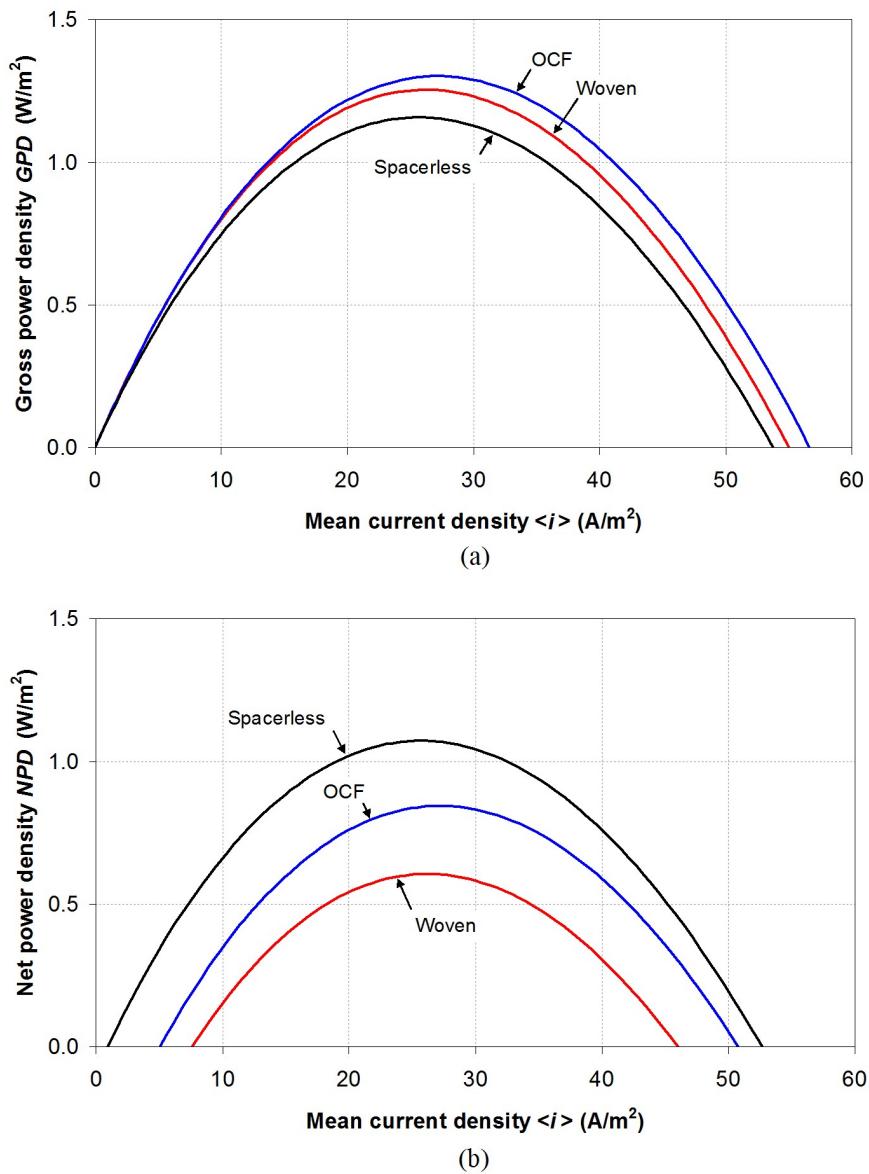 Gross power density GPD (W/m²)
1.5
1.0
0.5
0.0
OCF
Woven
Spacerless
0 10 20 30 40 50 60
Mean current density <i> (A/m²)
(a)
Net power density NPD (W/m²)
1.5
1.0
0.5
0.0
Spacerless
OCF
Woven
0 10 20 30 40 50 60
Mean current density <i> (A/m²)
(b)